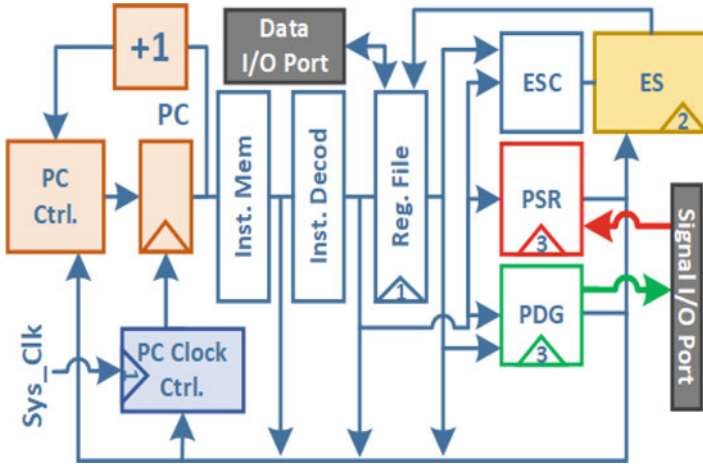 +1
Data
I/O Port
PC
PC
Ctrl.
Inst. Mem
Inst. Decod
Reg. File
1
ESC
ES
2
PSR
3
PDG
3
Signal I/O Port
Sys_Clk
1
PC Clock
Ctrl.